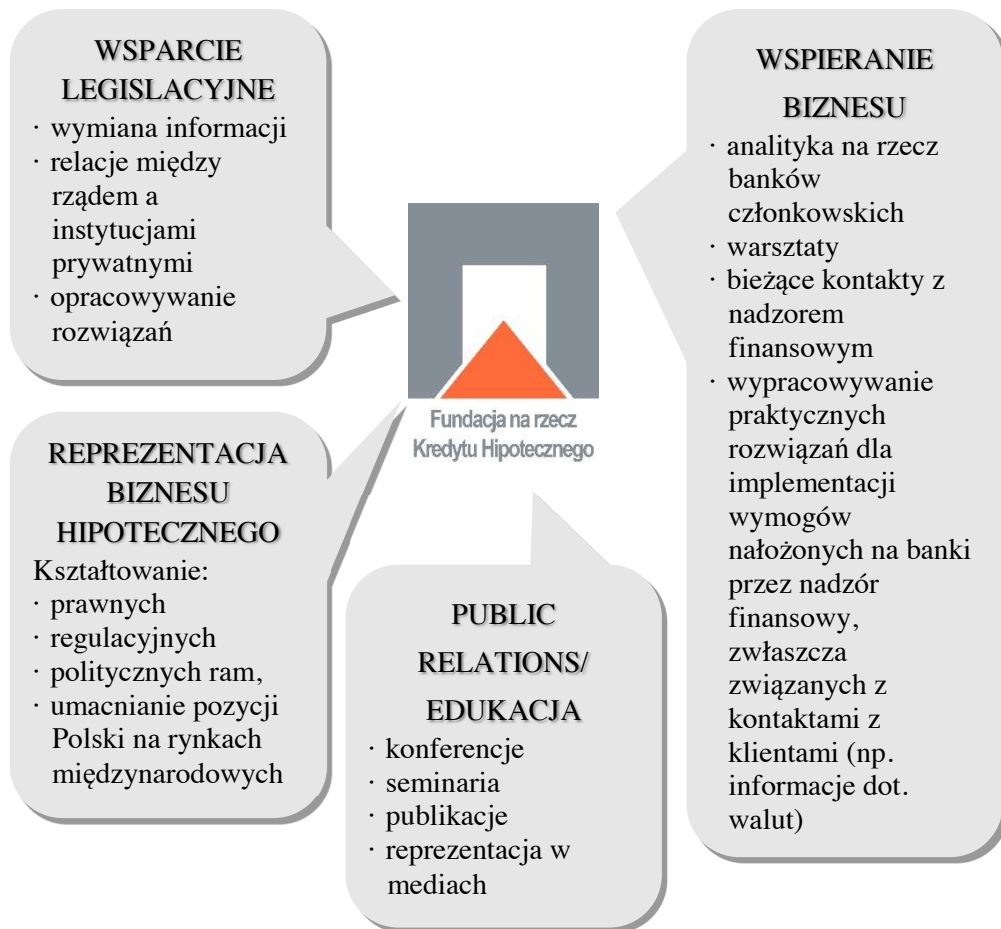 WSPARCIE
LEGISLACYJNE
· wymiana informacji
· relacje między
rządem a
instytucjami
prywatnymi
· opracowywanie
rozwiązań
REPREZENTACJA
BIZNESU
HIPOTECZNEGO
Kształtowanie:
· prawnych
· regulacyjnych
· politycznych ram,
· umacnianie pozycji
Polski na rynkach
międzynarodowych
Fundacja na rzecz
Kredytu Hipotecznego
PUBLIC
RELATIONS/
EDUKACJA
· konferencje
· seminaria
· publikacje
· reprezentacja w
mediach
WSPIERANIE
BIZNESU
· analityka na rzecz
banków
członkowskich
· warsztaty
· bieżące kontakty z
nadzorem
finansowym
· wypracowywanie
praktycznych
rozwiązań dla
implementacji
wymogów
nałożonych na banki
przez nadzór
finansowy,
zwłaszcza
związanych z
kontaktami z
klientami (np.
informacje dot.
walut)